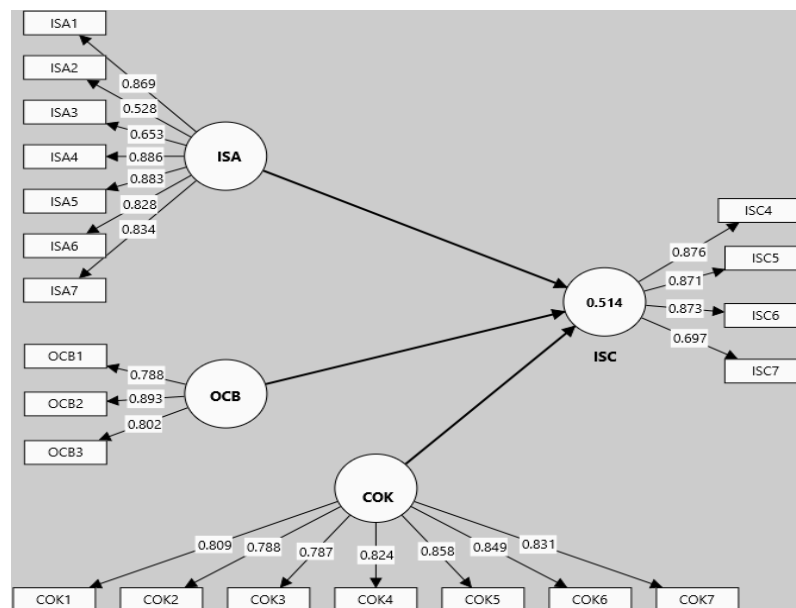 ISA1
ISA2
ISA3
ISA4
ISA5
ISA6
ISA7
0.869
0.528
0.653
0.886
0.883
0.828
0.834
ISA
OCB1
OCB2
OCB3
0.788
0.893
0.802
OCB
0.514
ISC
0.876
0.871
0.873
0.697
ISC4
ISC5
ISC6
ISC7
COK
0.809
0.788
0.787
0.824
0.858
0.849
0.831
COK1
COK2
COK3
COK4
COK5
COK6
COK7